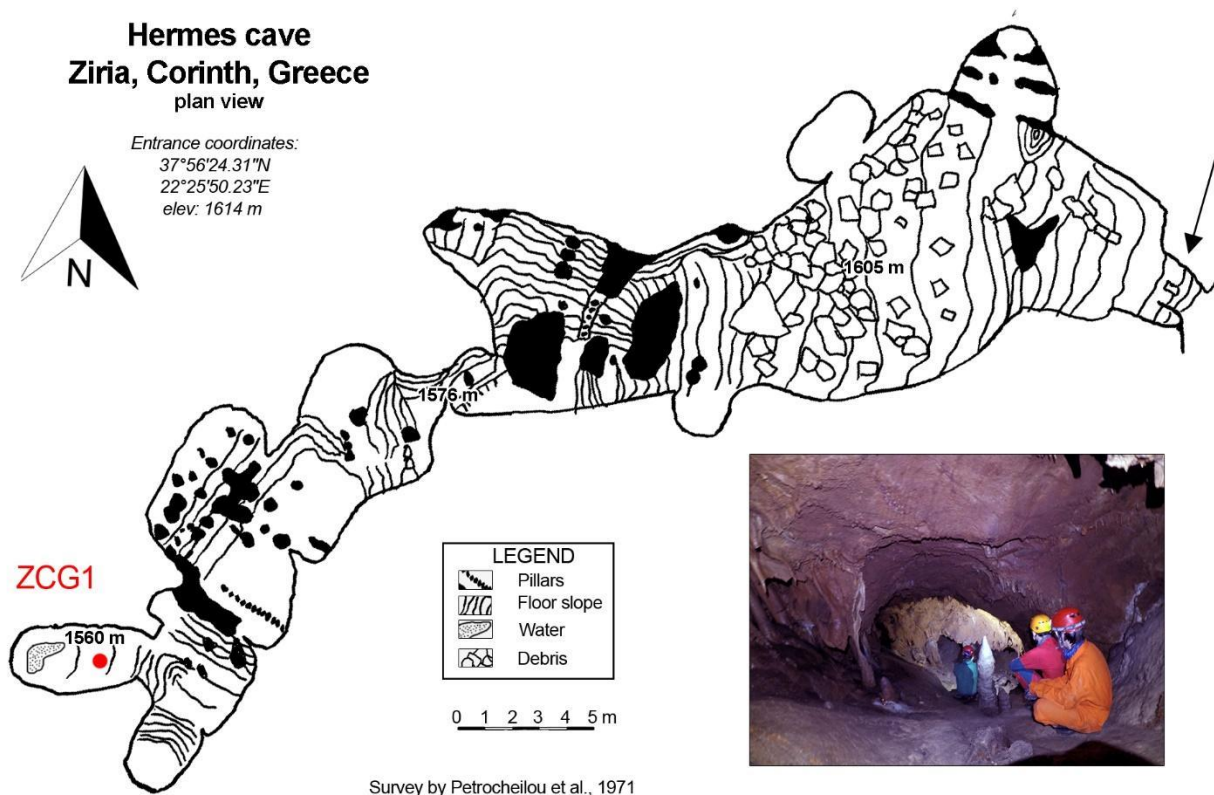 Hermes cave
Ziria, Corinth, Greece
plan view
Entrance coordinates:
37°56'24.31"N
22°25'50.23"E
elev: 1614 m
N
1605 m
1576 m
ZCG1
1560 m
LEGEND
Pillars
Floor slope
Water
Debris
0 1 2 3 4 5 m
Survey by Petrocheilou et al., 1971